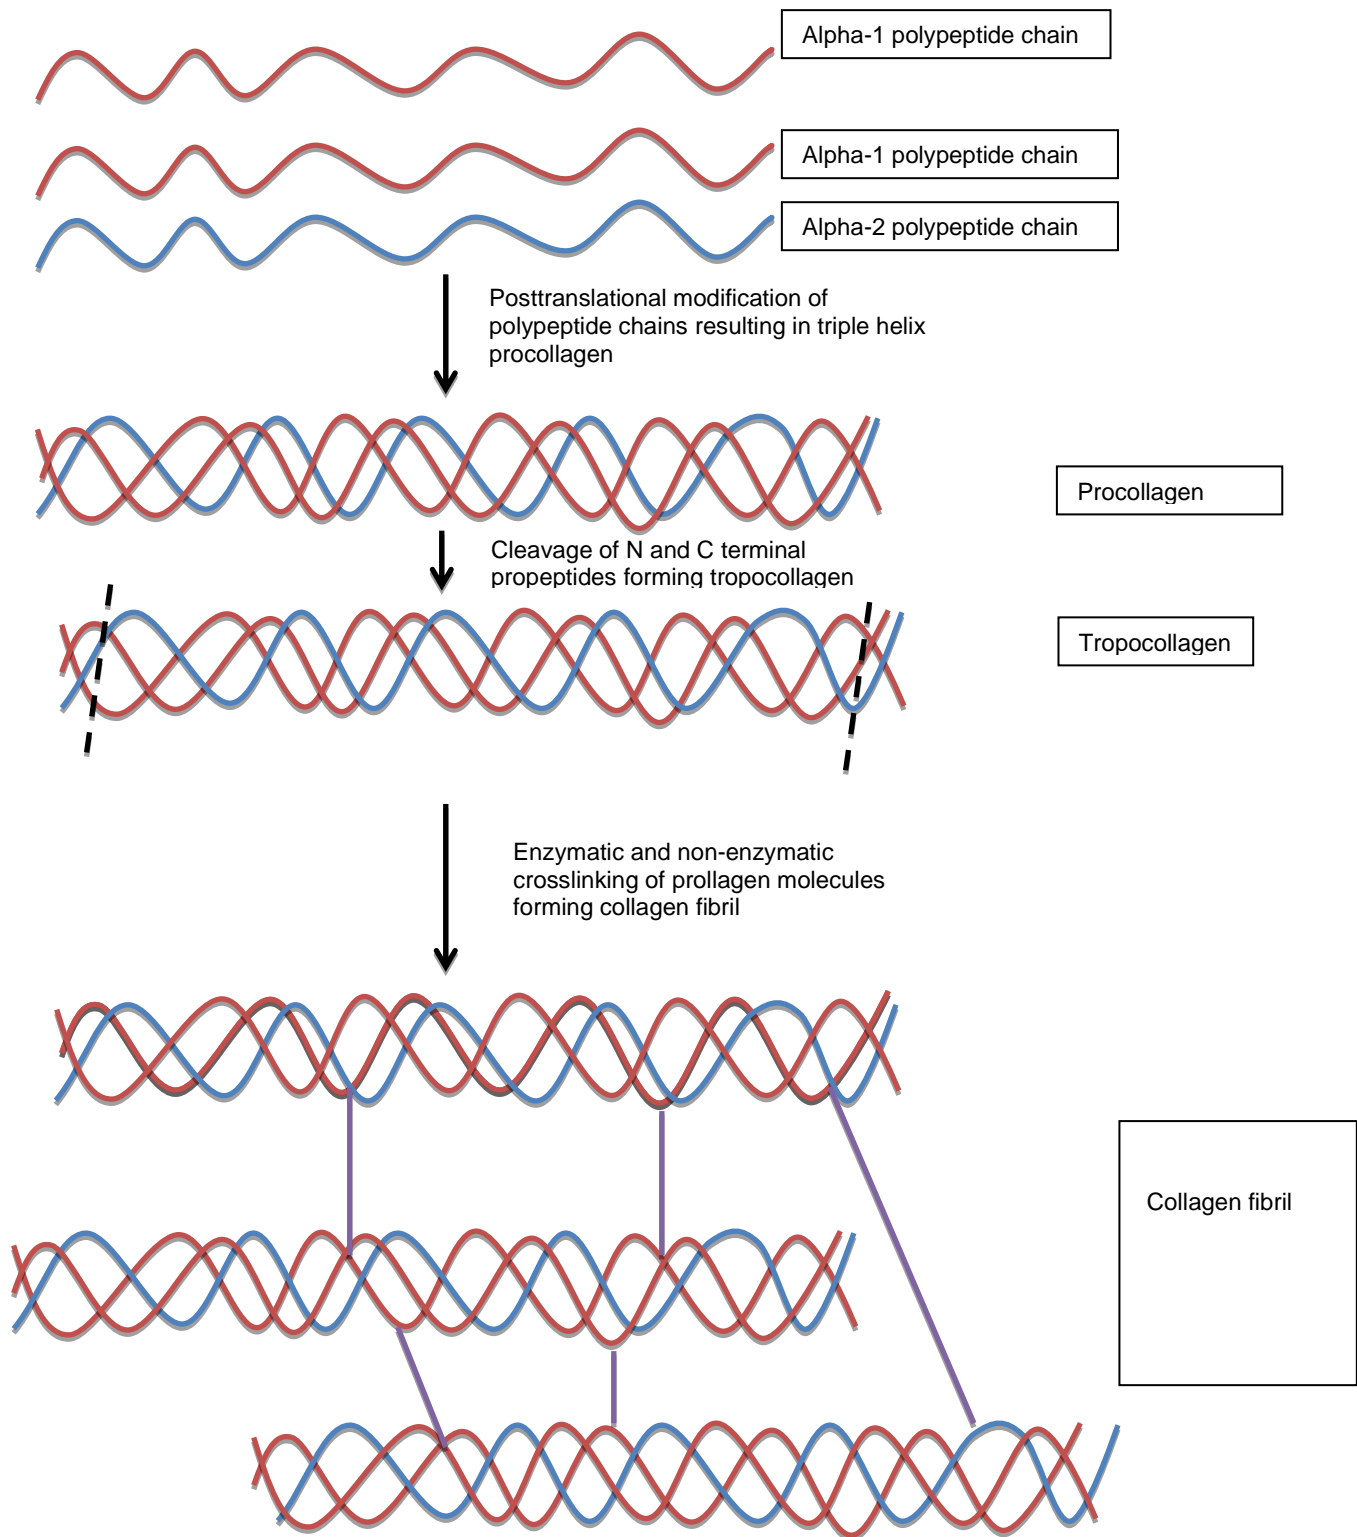 Alpha-1 polypeptide chain
Alpha-1 polypeptide chain
Alpha-2 polypeptide chain
Posttranslational modification of
polypeptide chains resulting in triple helix
procollagen
Procollagen
Cleavage of N and C terminal
propeptides forming tropocollagen
Tropocollagen
Enzymatic and non-enzymatic
crosslinking of prollagen molecules
forming collagen fibril
Collagen fibril